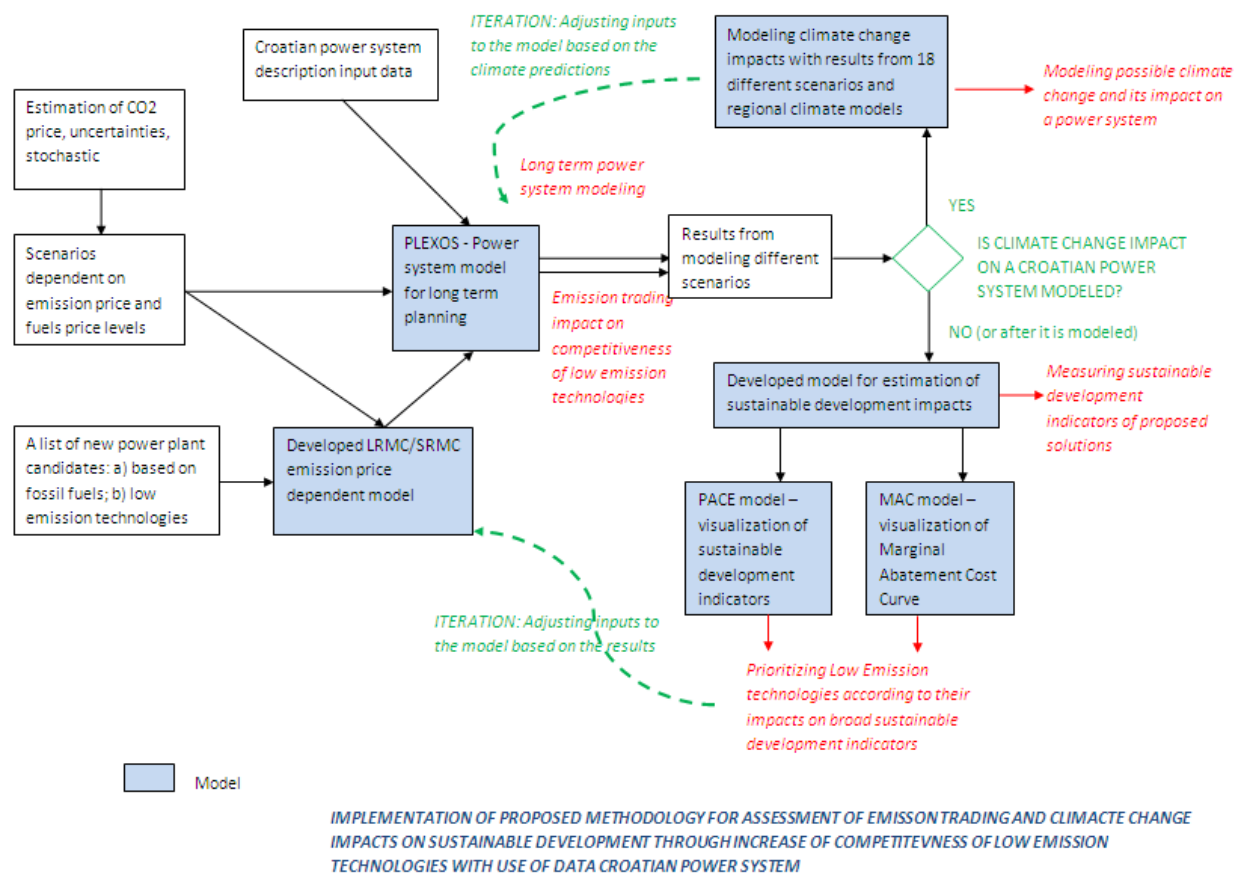 ITERATION: Adjusting inputs
to the model based on the
climate predictions
Modeling climate change
impacts with results from 18
different scenarios and
regional climate models
Croatian power system
description input data
Modeling possible climate
change and its impact on
a power system
Estimation of CO2
price, uncertainties,
stochastic
Long term power
system modeling
YES
Scenarios
dependent on
emission price and
fuels price levels
PLEXOS - Power
system model
for long term
planning
Results from
modeling different
scenarios
IS CLIMATE CHANGE IMPACT
ON A CROATIAN POWER
SYSTEM MODELED?
Emission trading
impact on
competitiveness
of low emission
technologies
NO (or after it is modeled)
Developed model for estimation of
sustainable development impacts
Measuring sustainable
development
indicators of proposed
solutions
A list of new power plant
candidates: a) based on
fossil fuels; b) low
emission technologies
Developed LRMC/SRMC
emission price
dependent model
PACE model –
visualization of
sustainable
development
indicators
MAC model –
visualization of
Marginal
Abatement Cost
Curve
ITERATION: Adjusting inputs to
the model based on the results
Prioritizing Low Emission
technologies according to their
impacts on broad sustainable
development indicators
Model
IMPLEMENTATION OF PROPOSED METHODOLOGY FOR ASSESSMENT OF EMISSON TRADING AND CLIMACTE CHANGE
IMPACTS ON SUSTAINABLE DEVELOPMENT THROUGH INCREASE OF COMPETITEVNESS OF LOW EMISSION
TECHNOLOGIES WITH USE OF DATA CROATIAN POWER SYSTEM